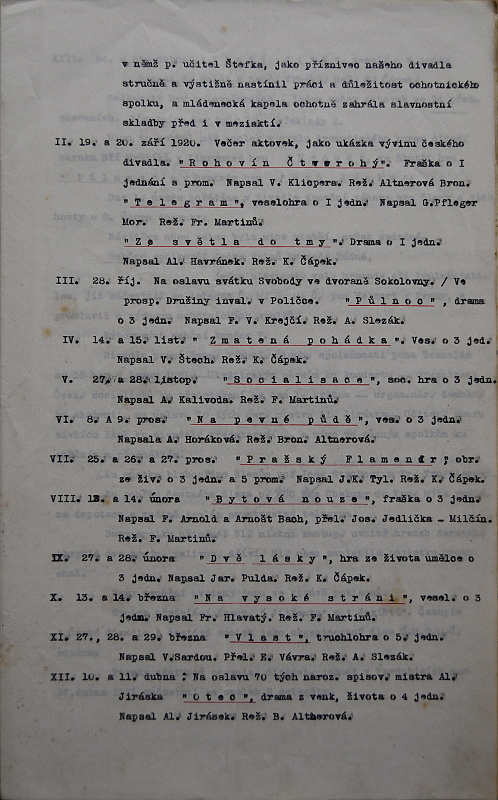 v němž p. učitel Štefka, jako příznivec našeho divadla
stručně a výstižně nastínil práci a důležitost ochotnického
spolku, a mládenecká kapela ochotně zahrála slavnostní
skladby před i v meziaktí.
II. 19. a 20. září 1920. Večer aktovek, jako ukázka vývinu českého
divadla. "Rohovín Čtverrohý". Fraška o I
jednání s prom. Napsal V. Klicpera. Rež. Altnerová Bron.
"Telegram", veselohra o I jedn. Napsal G.Pfleger
Mor. Rež. Fr. Martinů.
"Ze světla do tmy". Drama o I jedn.
Napsal Al. Havránek. Rež. K. Čápek.
III. 28. říj. Na oslavu svátku Svobody ve dvoraně Sokolovny. / Ve
prosp. Družiny inval. v Poličce. "Půlnoc", drama
o 3 jedn. Napsal F. V. Krejčí. Rež. A. Slezák.
IV. 14. a 15. list." Zmatená pohádka". Ves. o 3 jed.
Napsal V. Štech. Rež. K. Čápek.
V. 27. a 28. listop. "Socialisace", soc. hra o 3 jedn.
Napsal A. Kalivoda. Rež. F. Martinů.
VI. 8. A 9. pros. "Na pevné půdě", ves. o 3 jedn.
Napsala A. Horáková. Rež. Bron. Altnerová.
VII. 25. a 26. a 27. pros. "Pražský Flamendr; obr.
ze živ. o 3 jedn. a 5 prom. Napsal J.K. Tyl. Rež. K. Čápek.
VIII. 13. a 14. února "Bytová nouze", fraška o 3 jedn.
Napsal F. Arnold a Arnošt Bach, přel. Jos. Jedlička - Milčín.
Rež. F. Martinů.
IX. 27. a 28. února "Dvě lásky", hra ze života umělce o
3 jedn. Napsal Jar. Pulda. Rež. K. Čápek.
X. 13. a 14. března "Na vysoké stráni", vesel. o 3
jedn. Napsal Fr. Hlavatý. Rež. F. Martinů.
XI. 27., 28. a 29. března "Vlast", truchlohra o 5. jedn.
Napsal V.Sardou. Přel. E. Vávra. Rež. A. Slezák.
XII. 10. a 11. dubna : Na oslavu 70 tých naroz. spisov. mistra Al.
Jiráska "Otec", drama z venk, života o 4 jedn.
Napsal Al. Jirásek. Rež. B. Altnerová.